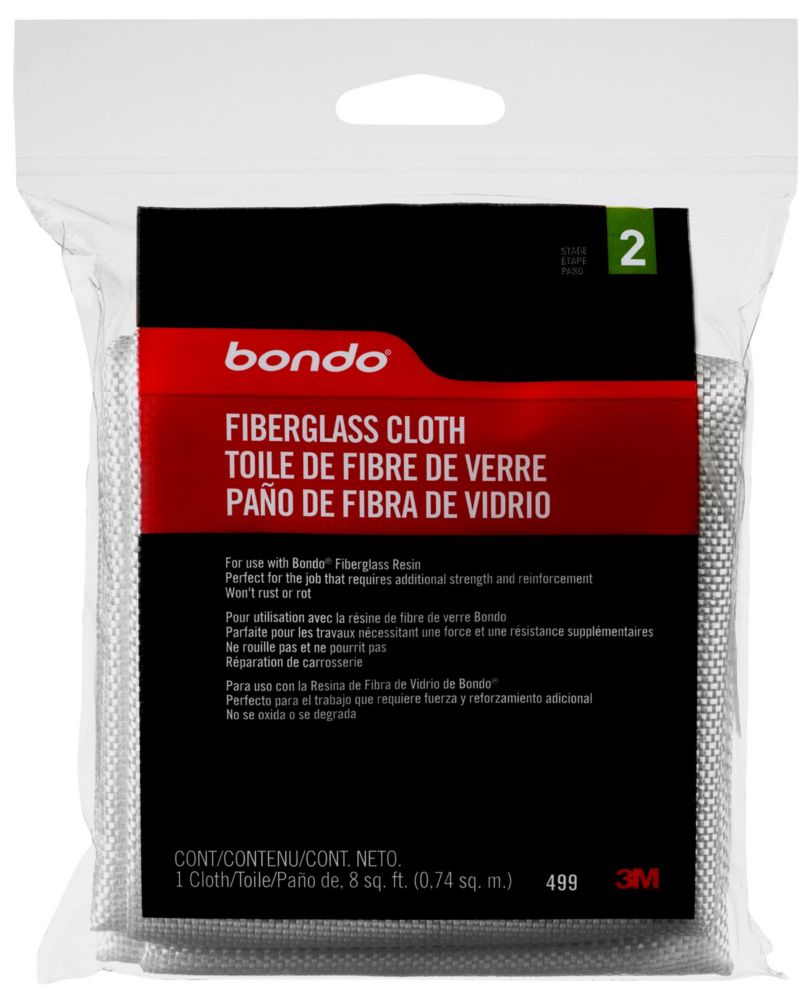 STAGE
ÉTAPE
PASO
2
bondo®
FIBERGLASS CLOTH
TOILE DE FIBRE DE VERRE
PAÑO DE FIBRA DE VIDRIO
For use with Bondo® Fiberglass Resin
Perfect for the job that requires additional strength and reinforcement
Won't rust or rot
Pour utilisation avec la résine de fibre de verre Bondo
Parfaite pour les travaux nécessitant une force et une résistance supplémentaires
Ne rouille pas et ne pourrit pas
Réparation de carrosserie
Para uso con la Resina de Fibra de Vidrio de Bondo®
Perfecto para el trabajo que requiere fuerza y reforzamiento adicional
No se oxida o se degrada
CONT/CONTENU/CONT. NETO.
1 Cloth/Toile/Paño de, 8 sq. ft. (0,74 sq. m.) 499 3M